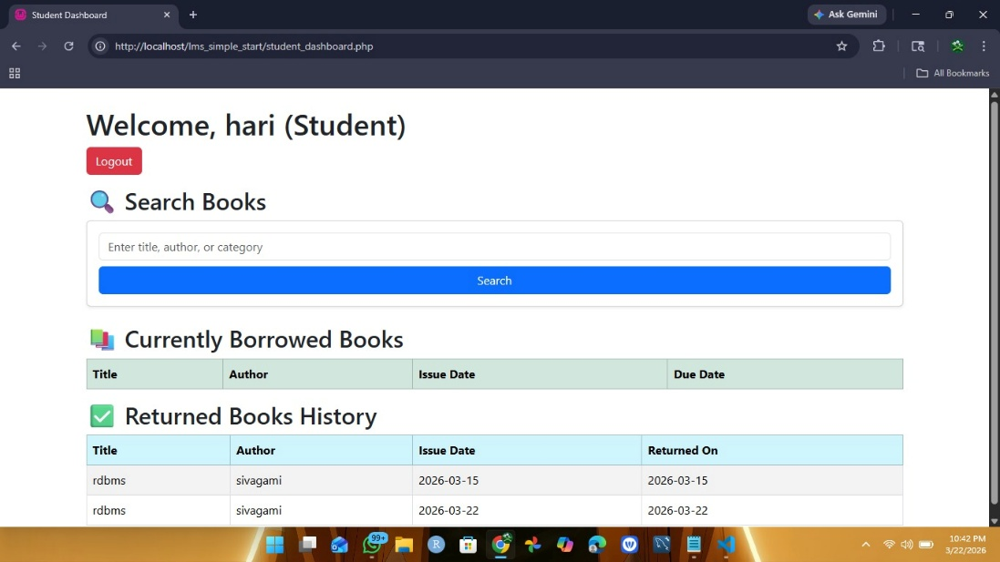 Student Dashboard
Ask Gemini
http://localhost/lms_simple_start/student_dashboard.php
All Bookmarks
Welcome, hari (Student)
Logout
Search Books
Enter title, author, or category
Search
Currently Borrowed Books
Title Author Issue Date Due Date
Returned Books History
Title Author Issue Date Returned On
rdbms sivagami 2026-03-15 2026-03-15
rdbms sivagami 2026-03-22 2026-03-22
99+
R
W
10:42 PM
3/22/2026